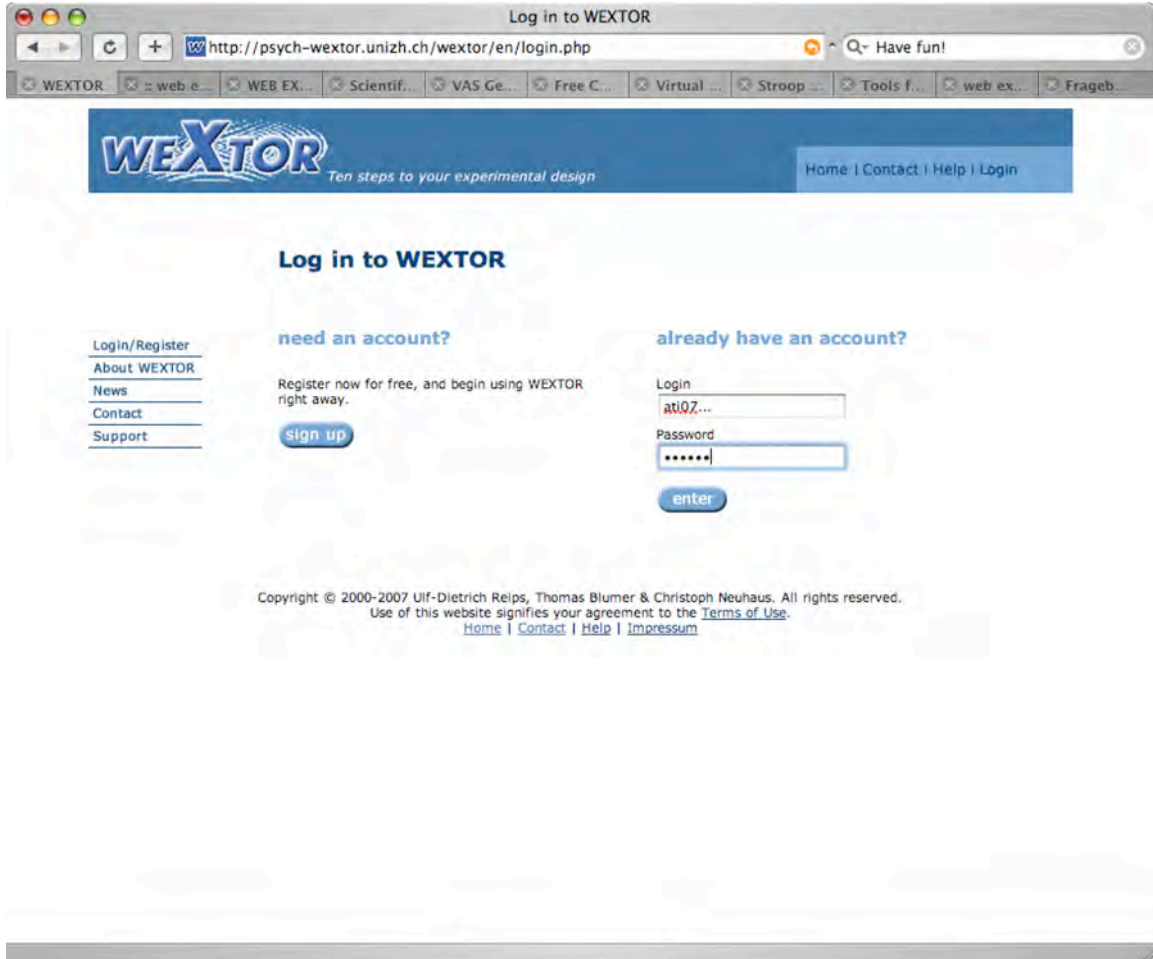 Log in to WEXTOR
http://psych-wextor.unizh.ch/wextor/en/login.php
Have fun!
WEXTOR
:: web e...
WEB EX...
Scientif...
VAS Ge...
Free C...
Virtual ...
Stroop ...
Tools f...
web ex...
Frageb...
WEXTOR
Ten steps to your experimental design
Home | Contact | Help | Login
Log in to WEXTOR
Login/Register
About WEXTOR
News
Contact
Support
need an account?
Register now for free, and begin using WEXTOR
right away.
sign up
already have an account?
Login
ati07...
Password
••••••
enter
Copyright © 2000-2007 Ulf-Dietrich Reips, Thomas Blumer & Christoph Neuhaus. All rights reserved.
Use of this website signifies your agreement to the Terms of Use.
Home | Contact | Help | Impressum